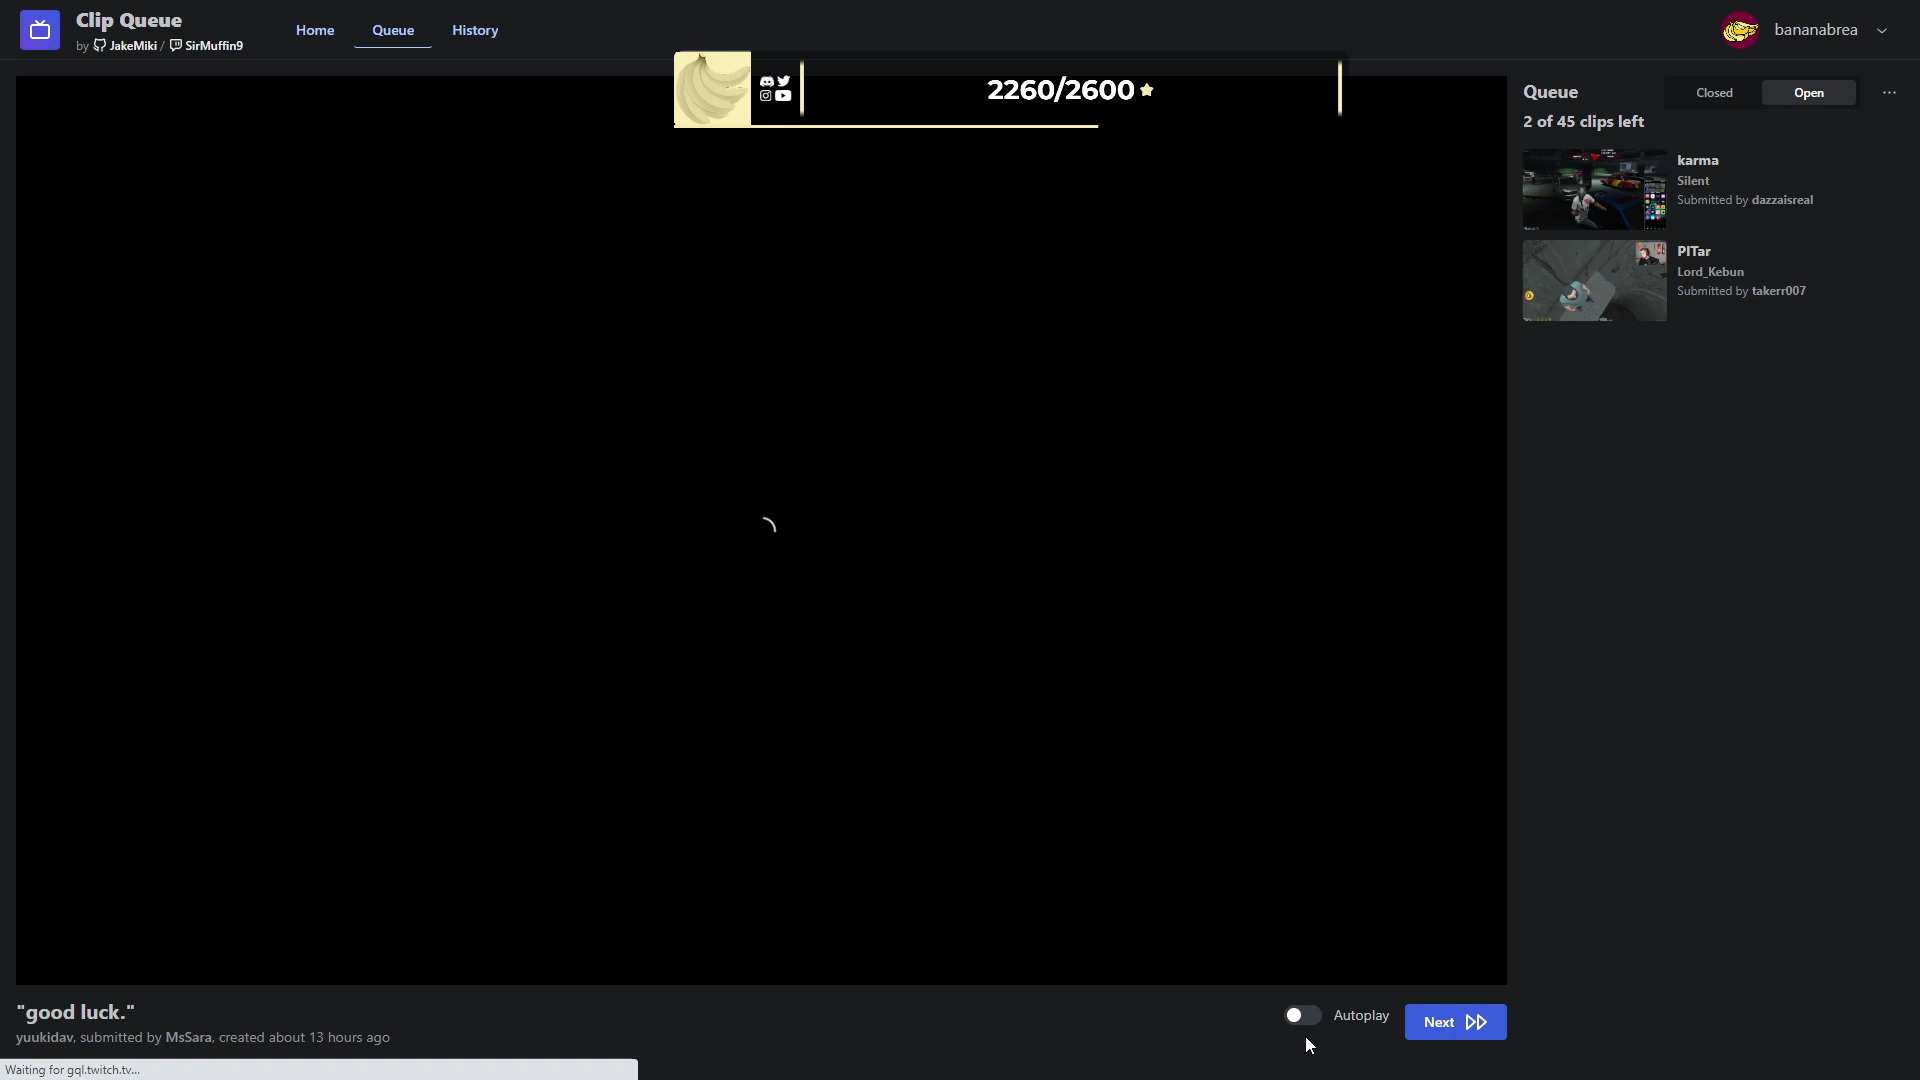 Clip Queue
by JakeMiki / SirMuffin9
Home
Queue
History
bananabrea
2260/2600
Queue
Closed
Open
2 of 45 clips left
karma
Silent
Submitted by dazzaisreal
PITar
Lord_Kebun
Submitted by takerr007
"good luck."
yuukidav, submitted by MsSara, created about 13 hours ago
Autoplay
Next
Waiting for gql.twitch.tv...